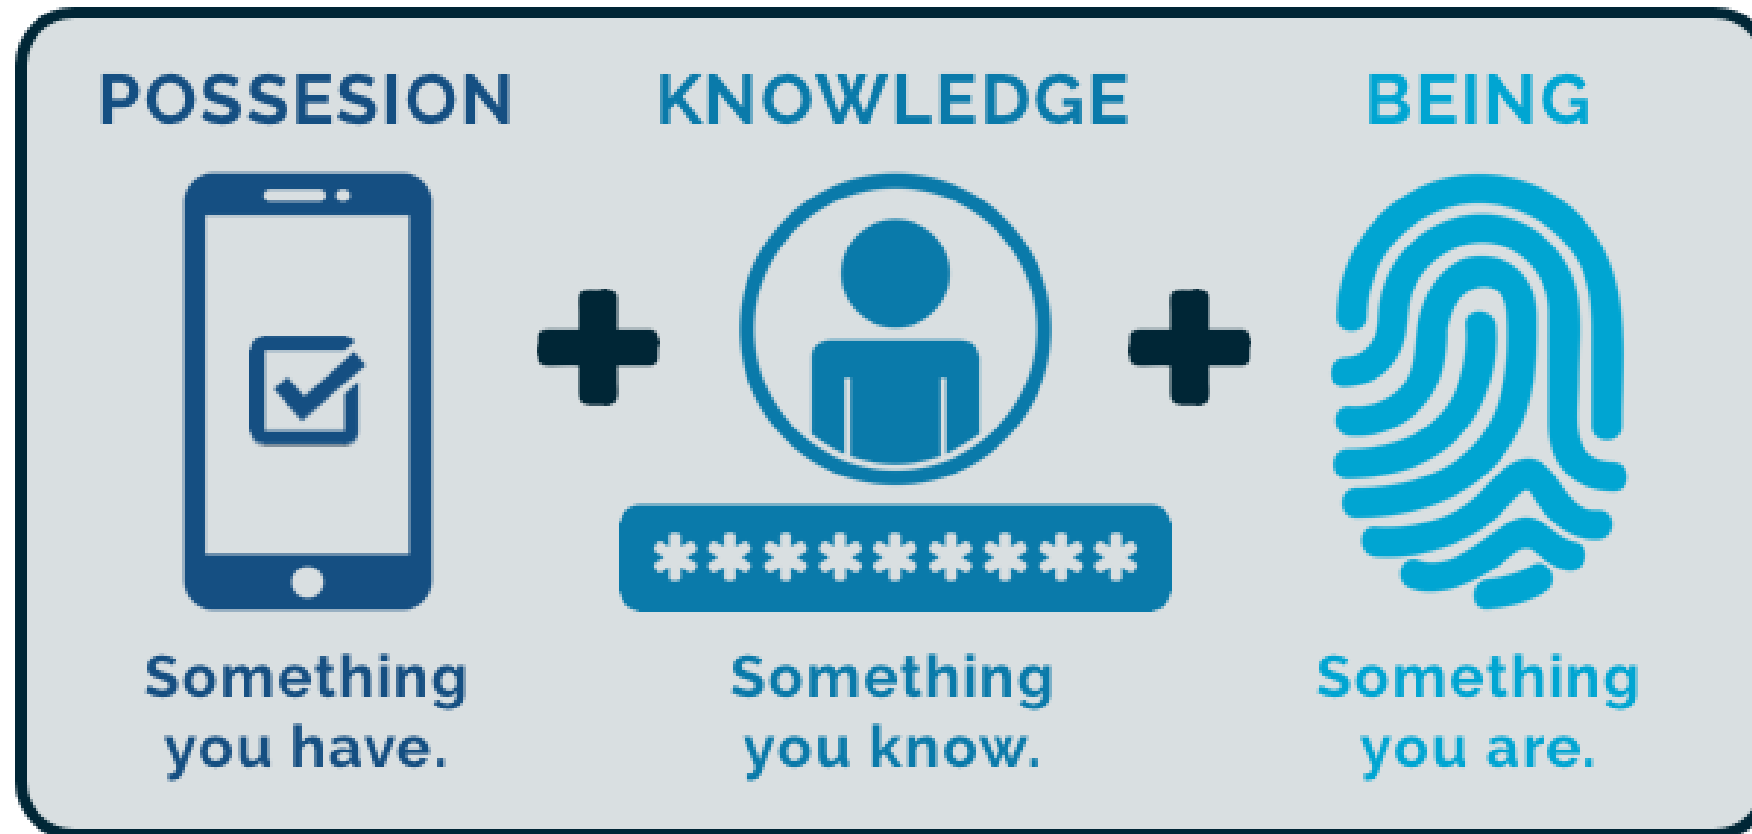 POSSESION
KNOWLEDGE
BEING
*********
Something
you have.
Something
you know.
Something
you are.